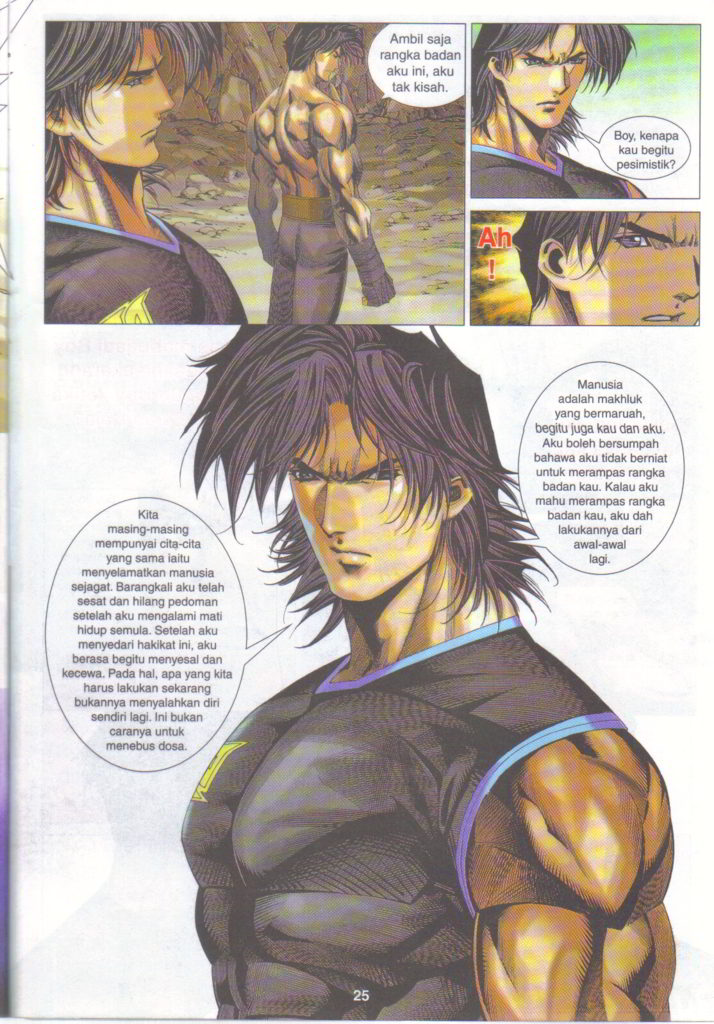 Ambil saja
rangka badan
aku ini, aku
tak kisah.
Boy, kenapa
kau begitu
pesimistik?
Ah
!
Manusia
adalah makhluk
yang bermaruah,
begitu juga kau dan aku.
Aku boleh bersumpah
bahawa aku tidak berniat
untuk merampas rangka
badan kau. Kalau aku
mahu merampas rangka
badan kau, aku dah
lakukannya dari
awal-awal
lagi.
Kita
masing-masing
mempunyai cita-cita
yang sama iaitu
menyelamatkan manusia
sejagat. Barangkali aku telah
sesat dan hilang pedoman
setelah aku mengalami mati
hidup semula. Setelah aku
menyedari hakikat ini, aku
berasa begitu menyesal dan
kecewa. Pada hal, apa yang kita
harus lakukan sekarang
bukannya menyalahkan diri
sendiri lagi. Ini bukan
caranya untuk
menebus dosa.
25